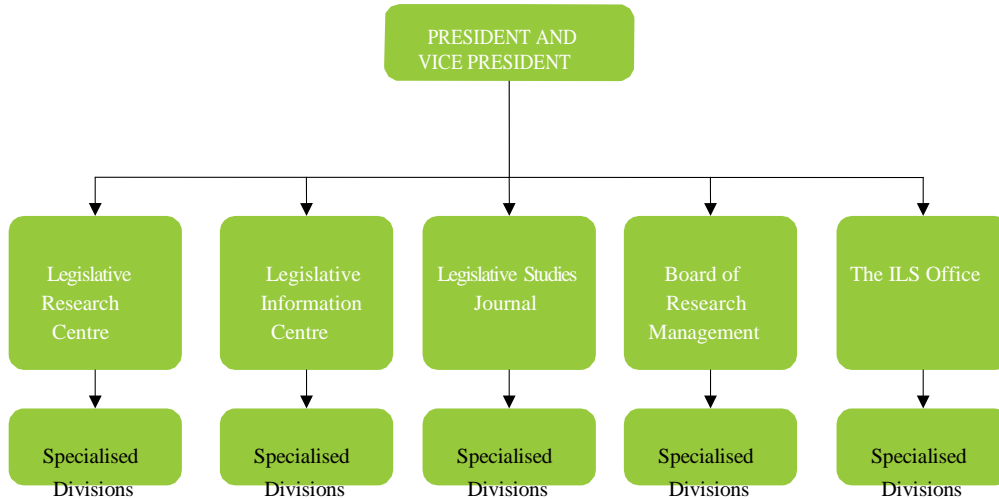 PRESIDENT AND
VICE PRESIDENT
Legislative
Research
Centre
Legislative
Information
Centre
Legislative Studies
Journal
Board of
Research
Management
The ILS Office
Specialised
Divisions
Specialised
Divisions
Specialised
Divisions
Specialised
Divisions
Specialised
Divisions